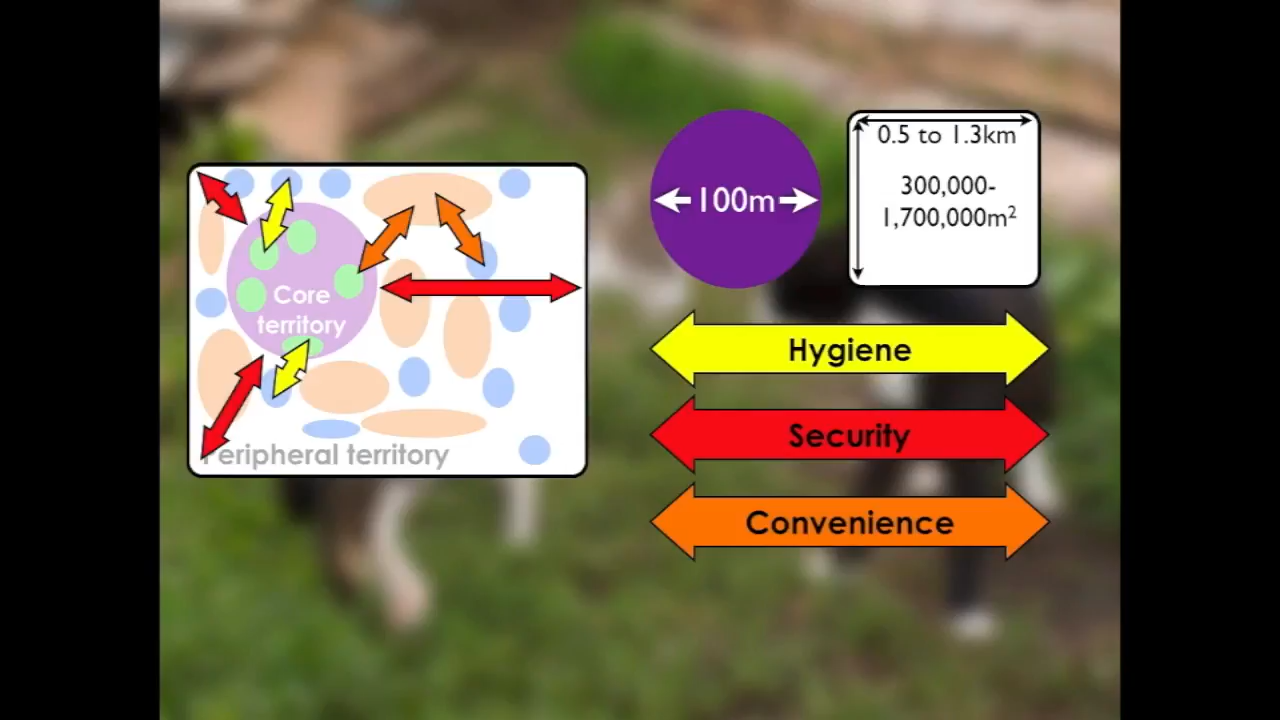 Core
territory
Peripheral territory
100m
0.5 to 1.3km
300,000-
1,700,000m²
Hygiene
Security
Convenience